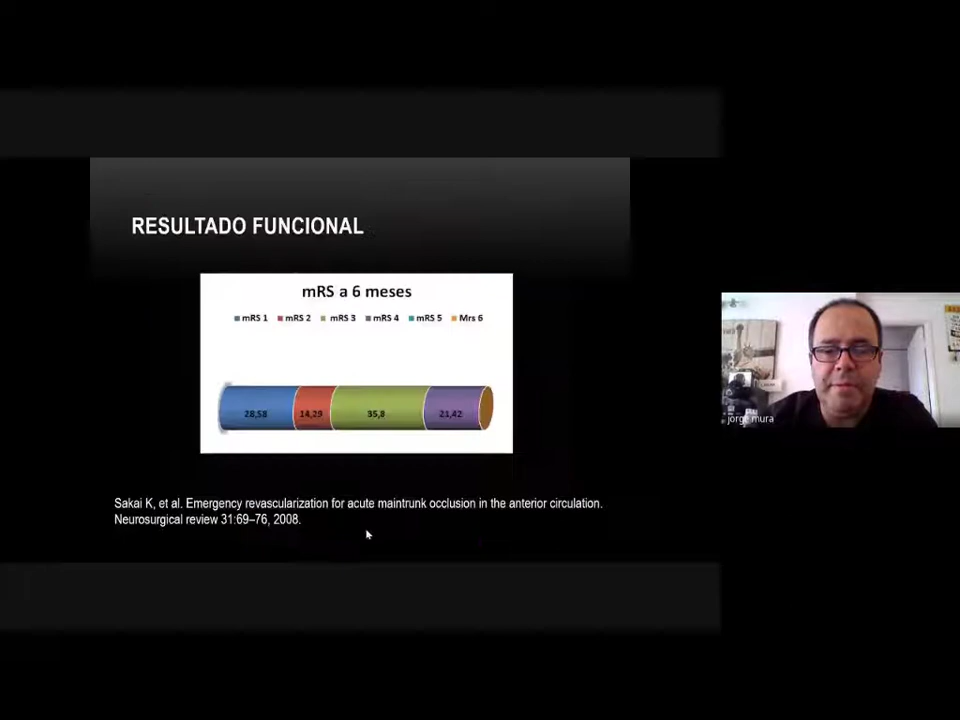 RESULTADO FUNCIONAL
mRS a 6 meses
mRS 1 mRS 2 mRS 3 mRS 4 mRS 5 Mrs 6
28,58 14,29 35,8 21,42
Sakai K, et al. Emergency revascularization for acute maintrunk occlusion in the anterior circulation.
Neurosurgical review 31:69–76, 2008.
jorge mura